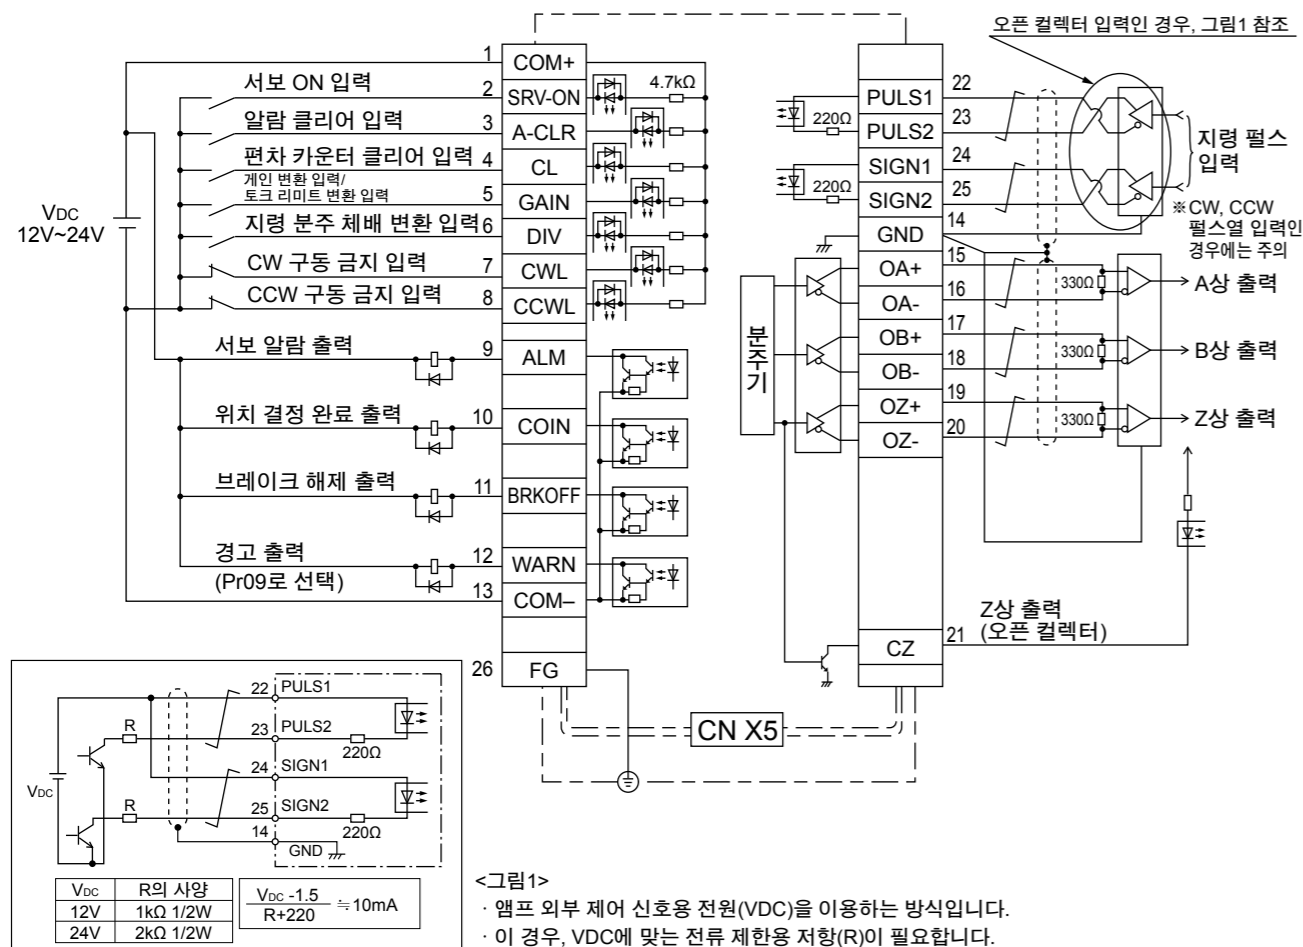 오픈 컬렉터 입력인 경우, 그림1 참조
1 COM+
서보 ON 입력 2 SRV-ON 4.7kΩ
알람 클리어 입력 3 A-CLR
편차 카운터 클리어 입력 4 CL
게인 변환 입력/
토크 리미트 변환 입력 5 GAIN
지령 분주 체배 변환 입력 6 DIV
CW 구동 금지 입력 7 CWL
CCW 구동 금지 입력 8 CCWL
VDC
12V~24V
서보 알람 출력 9 ALM
위치 결정 완료 출력 10 COIN
브레이크 해제 출력 11 BRKOFF
경고 출력 12 WARN
(Pr09로 선택)
13 COM–
26 FG
PULS1 22
220Ω PULS2 23
SIGN1 24
220Ω SIGN2 25
GND 14
지령 펄스
입력
※CW, CCW
펄스열 입력인
경우에는 주의
분주기
OA+ 15
OA- 16 330Ω A상 출력
OB+ 17
OB- 18 330Ω B상 출력
OZ+ 19
OZ- 20 330Ω Z상 출력
CZ 21 Z상 출력
(오픈 컬렉터)
CN X5
22 PULS1
R 23 PULS2
220Ω
24 SIGN1
VDC
R 25 SIGN2
220Ω
14 GND
VDC R의 사양
12V 1kΩ 1/2W
24V 2kΩ 1/2W
VDC -1.5
R+220
≒10mA
<그림1>
· 앰프 외부 제어 신호용 전원(VDC)을 이용하는 방식입니다.
· 이 경우, VDC에 맞는 전류 제한용 저항(R)이 필요합니다.